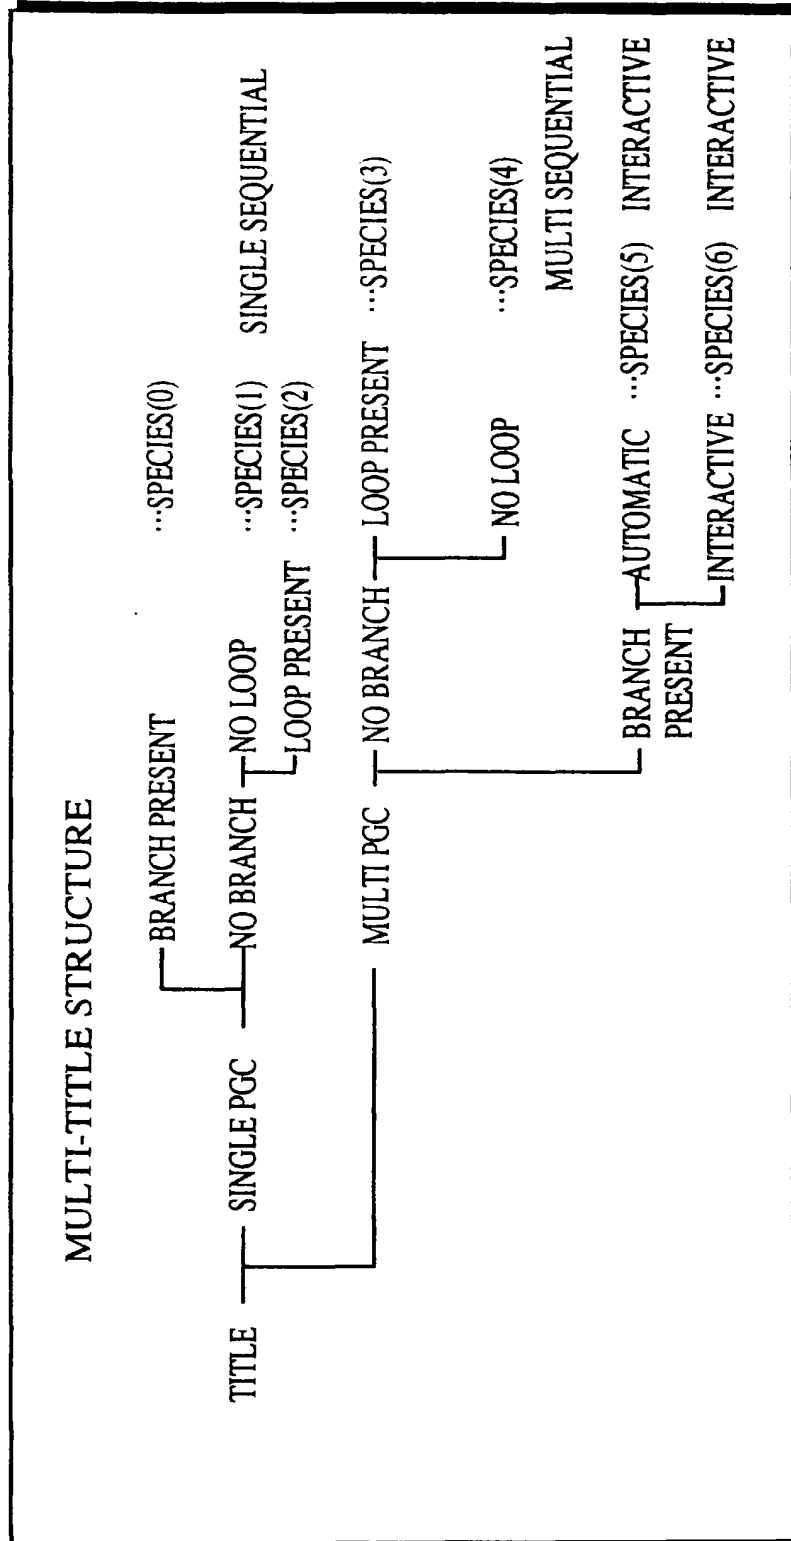 MULTI-TITLE STRUCTURE
BRANCH PRESENT ···SPECIES(0)
TITLE SINGLE PGC NO BRANCH NO LOOP ···SPECIES(1) SINGLE SEQUENTIAL
LOOP PRESENT ···SPECIES(2)
MULTI PGC NO BRANCH LOOP PRESENT ···SPECIES(3)
NO LOOP ···SPECIES(4)
MULTI SEQUENTIAL
BRANCH AUTOMATIC ···SPECIES(5) INTERACTIVE
PRESENT
INTERACTIVE ···SPECIES(6) INTERACTIVE